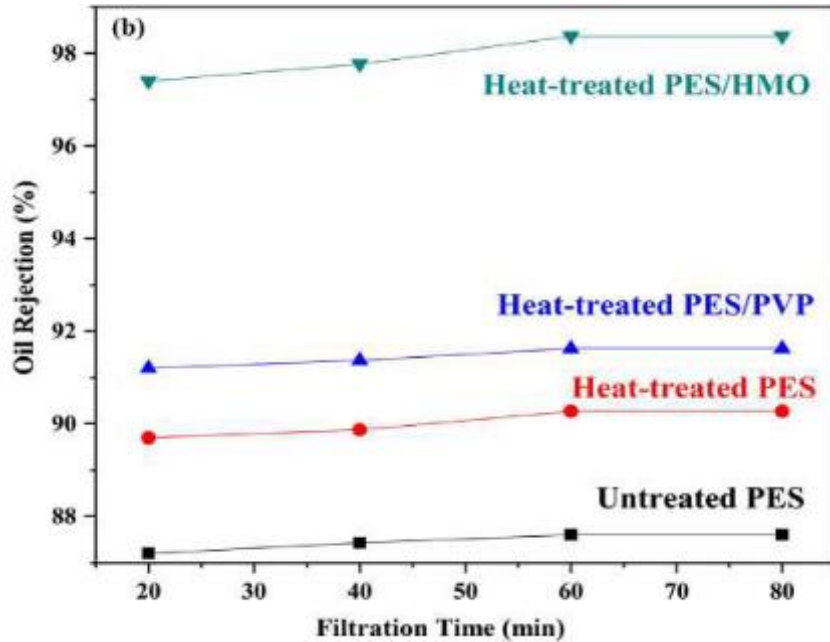 (b)
98
Heat-treated PES/HMO
96
94
Heat-treated PES/PVP
92
Heat-treated PES
90
Untreated PES
88
20 30 40 50 60 70 80
Filtration Time (min)
Oil Rejection (%)